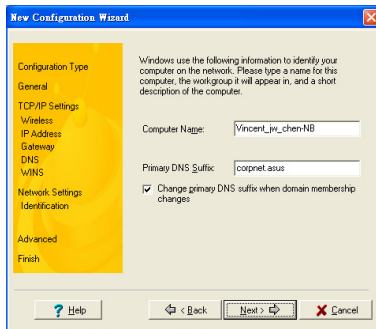 New Configuration Wizard
Configuration Type
General
TCP/IP Settings
Wireless
IP Address
Gateway
DNS
WINS
Network Settings
Identification
Advanced
Finish
Windows use the following information to identify your
computer on the network. Please type a name for this
computer, the workgroup it will appear in, and a short
description of the computer.
Computer Name: Vincent_jw_chen-NB
Primary DNS Suffix: corpnet.asus
Change primary DNS suffix when domain membership
changes
? Help < Back Next > Cancel